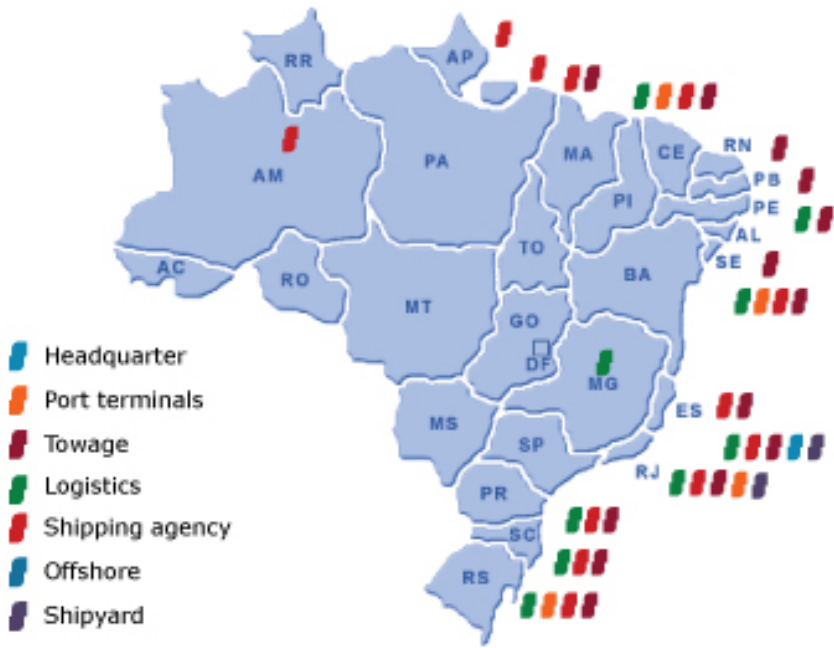 RR
AP
AM
PA
MA
CE
RN
PB
PI
PE
AL
SE
TO
BA
AC
RO
MT
GO
DF
MG
ES
MS
SP
RJ
PR
SC
RS
Headquarter
Port terminals
Towage
Logistics
Shipping agency
Offshore
Shipyard